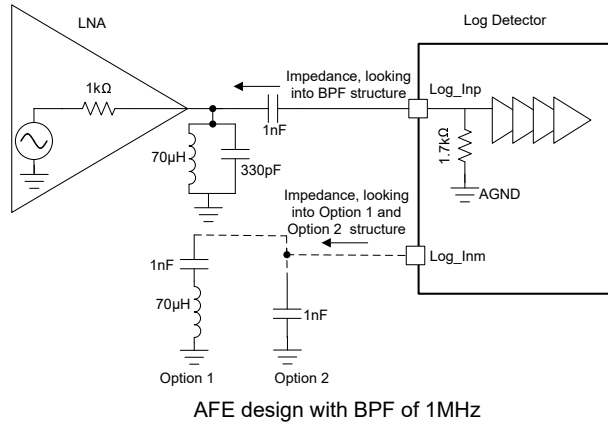 LNA
Log Detector
1kΩ
Impedance, looking
into BPF structure
Log_Inp
1nF
70µH
330pF
1.7kΩ
AGND
Impedance, looking
into Option 1 and
Option 2 structure
Log_Inm
1nF
70µH
1nF
Option 1
Option 2
AFE design with BPF of 1MHz